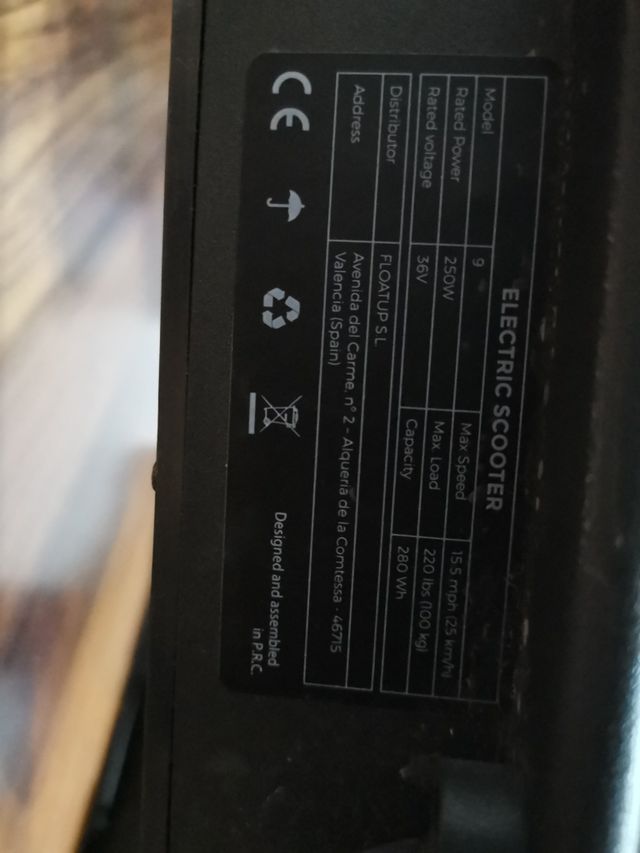 ELECTRIC SCOOTER
Model 9
Rated Power 250W Max Speed 15.5 mph (25 km/h)
Rated voltage 36V Max Load 220 lbs (100 kg)
Capacity 280 Wh
Distributor FLOATUP S.L.
Address Avenida del Carme, nº 2 - Alqueria de la Comtessa · 46715
Valencia (Spain)
CE
Designed and assembled
in P.R.C.